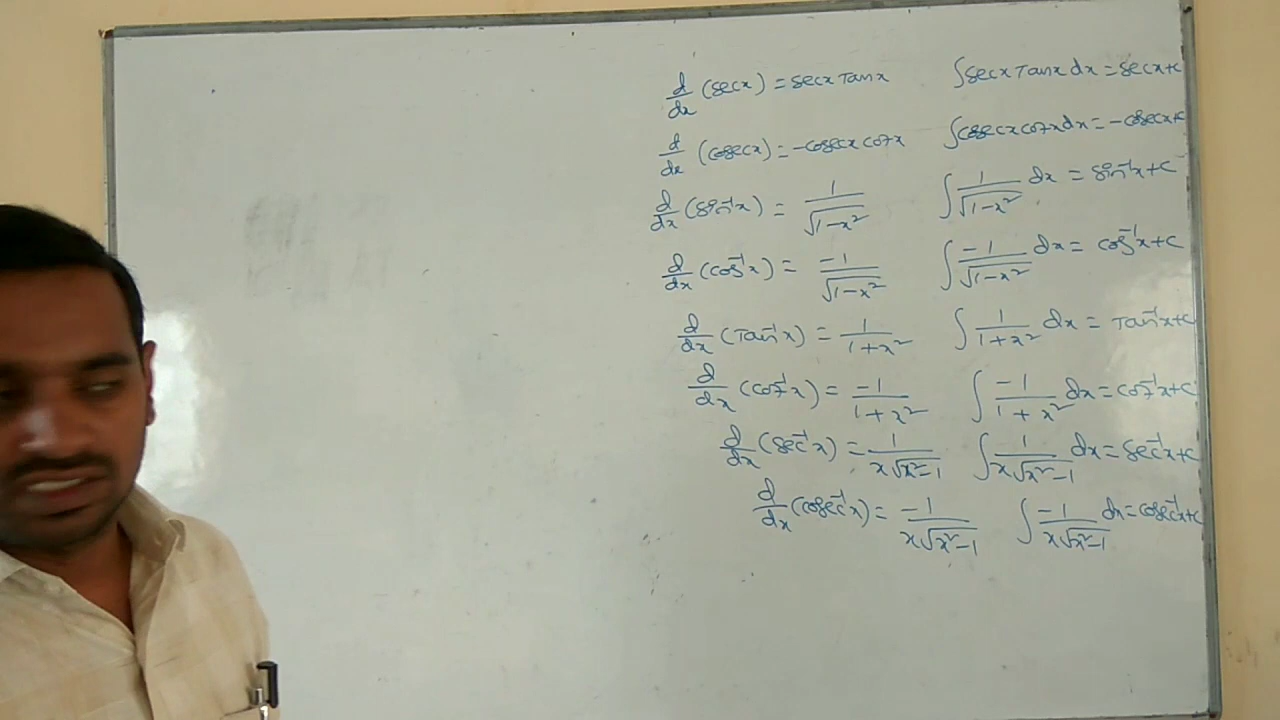 d/dx (secx) = secx Tanx ∫secx Tanx dx = secx+c
d/dx (cosecx) = -cosecx cotx ∫cosecx cotx dx = -cosecx+c
d/dx (sin⁻¹x) = 1/√(1-x²) ∫ 1/√(1-x²) dx = sin⁻¹x+c
d/dx (cos⁻¹x) = -1/√(1-x²) ∫ -1/√(1-x²) dx = cos⁻¹x+c
d/dx (Tan⁻¹x) = 1/(1+x²) ∫ 1/(1+x²) dx = Tan⁻¹x+c
d/dx (cot⁻¹x) = -1/(1+x²) ∫ -1/(1+x²) dx = cot⁻¹x+c
d/dx (sec⁻¹x) = 1/(x√(x²-1)) ∫ 1/(x√(x²-1)) dx = sec⁻¹x+c
d/dx (cosec⁻¹x) = -1/(x√(x²-1)) ∫ -1/(x√(x²-1)) dx = cosec⁻¹x+c